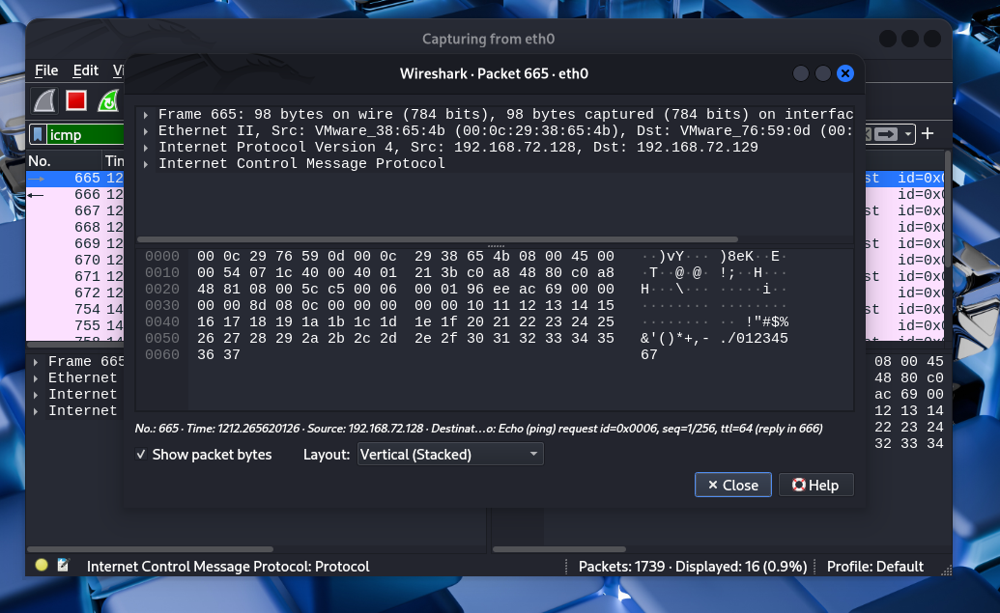 Capturing from eth0
File Edit Vi
Wireshark · Packet 665 · eth0
icmp
No. Tim
Frame 665: 98 bytes on wire (784 bits), 98 bytes captured (784 bits) on interfac
Ethernet II, Src: VMware_38:65:4b (00:0c:29:38:65:4b), Dst: VMware_76:59:0d (00:
Internet Protocol Version 4, Src: 192.168.72.128, Dst: 192.168.72.129
Internet Control Message Protocol
665 12 st id=0x0
666 12 id=0x0
667 12 st id=0x0
668 12 id=0x0
669 12 st id=0x0
670 12 id=0x0
671 12 st id=0x0
672 12 id=0x0
754 14 st id=0x0
755 14 id=0x0
758 14 st id=0x0
0000 00 0c 29 76 59 0d 00 0c 29 38 65 4b 08 00 45 00 ··)vY··· )8eK··E·
0010 00 54 07 1c 40 00 40 01 21 3b c0 a8 48 80 c0 a8 ·T··@·@· !;··H···
0020 48 81 08 00 5c c5 00 06 00 01 96 ee ac 69 00 00 H···\··· ·····i··
0030 00 00 8d 08 0c 00 00 00 00 00 10 11 12 13 14 15 ········ ········
0040 16 17 18 19 1a 1b 1c 1d 1e 1f 20 21 22 23 24 25 ········ ·· !"#$%
0050 26 27 28 29 2a 2b 2c 2d 2e 2f 30 31 32 33 34 35 &'()*+,- ./012345
0060 36 37 67
Frame 665
Ethernet
Internet
Internet
08 00 45
48 80 c0
ac 69 00
12 13 14
22 23 24
32 33 34
No.: 665 · Time: 1212.265620126 · Source: 192.168.72.128 · Destinat…o: Echo (ping) request id=0x0006, seq=1/256, ttl=64 (reply in 666)
Show packet bytes Layout: Vertical (Stacked)
Close Help
Internet Control Message Protocol: Protocol Packets: 1739 · Displayed: 16 (0.9%) Profile: Default